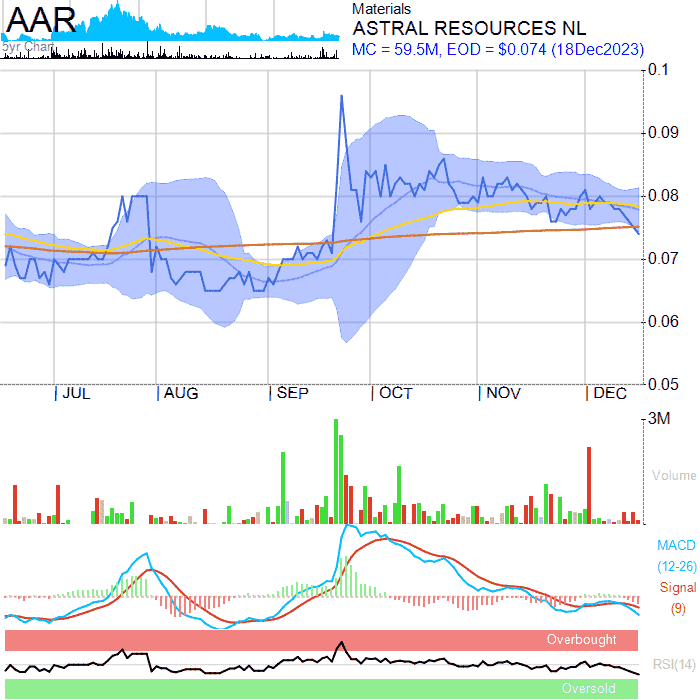 AAR
5yr Chart
Materials
ASTRAL RESOURCES NL
MC = 59.5M, EOD = $0.074 (18Dec2023)
0.1
0.09
0.08
0.07
0.06
0.05
JUL AUG SEP OCT NOV DEC
3M
Volume
MACD
(12-26)
Signal
(9)
Overbought
RSI(14)
Oversold